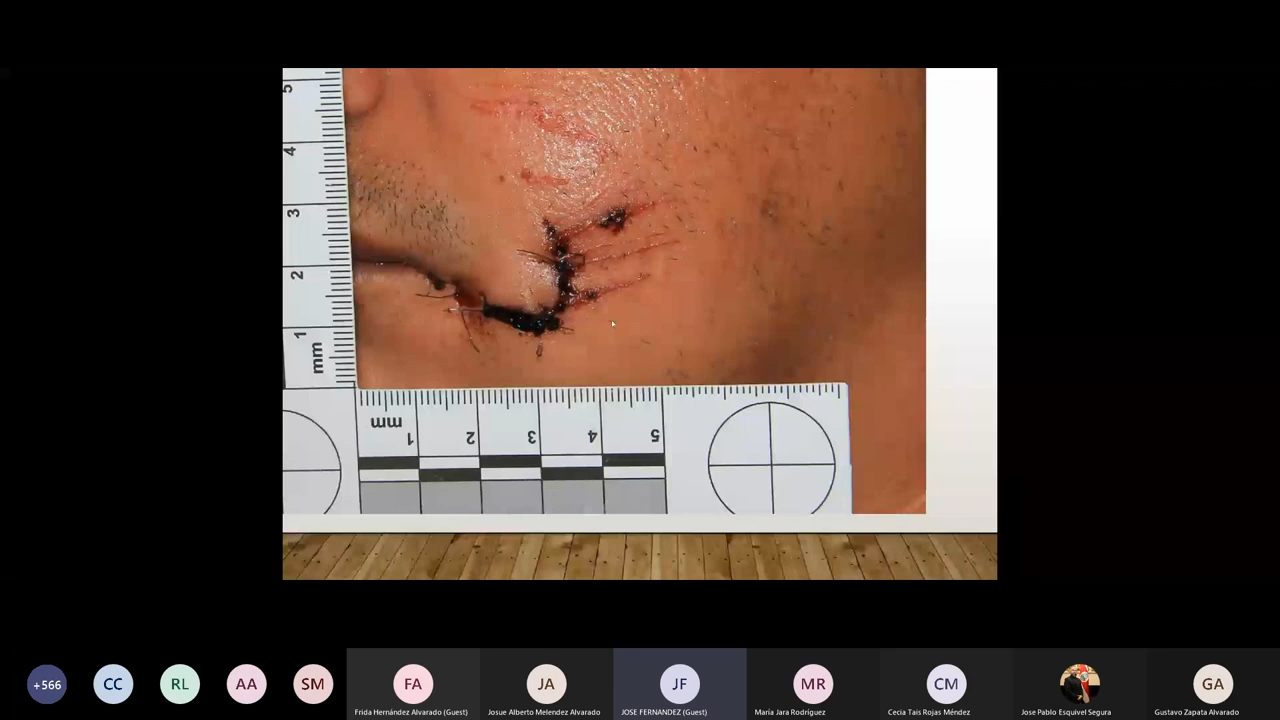 5
4
3
2
1
mm
mm
1
2
3
4
5
+566
CC
RL
AA
SM
FA
JA
JF
MR
CM
GA
Frida Hernández Alvarado (Guest)
Josue Alberto Melendez Alvarado
JOSE FERNANDEZ (Guest)
María Jara Rodríguez
Cecia Tais Rojas Méndez
Jose Pablo Esquivel Segura
Gustavo Zapata Alvarado